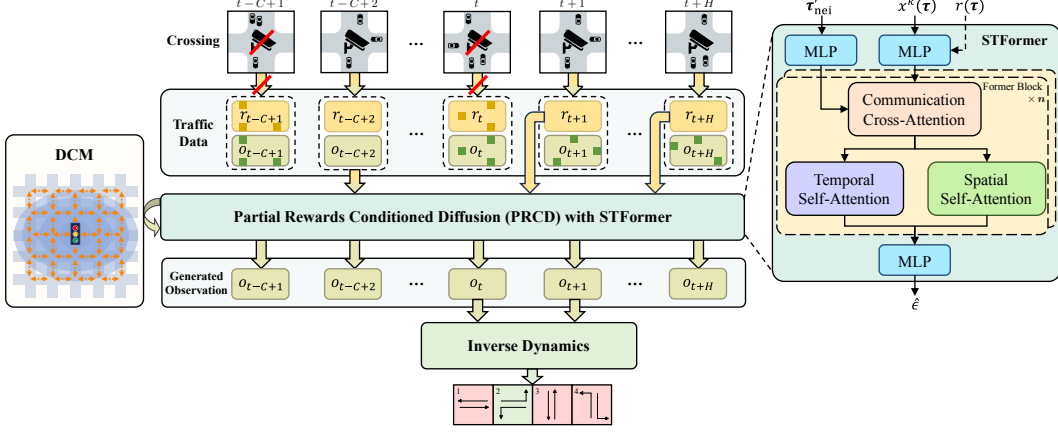 t − C + 1
t − C + 2
t
t + 1
t + H
Crossing
...
...
Traffic
Data
r_{t−C+1}
r_{t−C+2}
r_t
r_{t+1}
r_{t+H}
o_{t−C+1}
o_{t−C+2}
...
o_t
o_{t+1}
...
o_{t+H}
DCM
Partial Rewards Conditioned Diffusion (PRCD) with STFormer
Generated
Observation
o_{t−C+1}
o_{t−C+2}
...
o_t
o_{t+1}
...
o_{t+H}
Inverse Dynamics
1
2
3
4
τ′_{nei}
x^κ(τ)
r(τ)
STFormer
MLP
MLP
Former Block
× n
Communication
Cross-Attention
Temporal
Self-Attention
Spatial
Self-Attention
MLP
ϵ̂